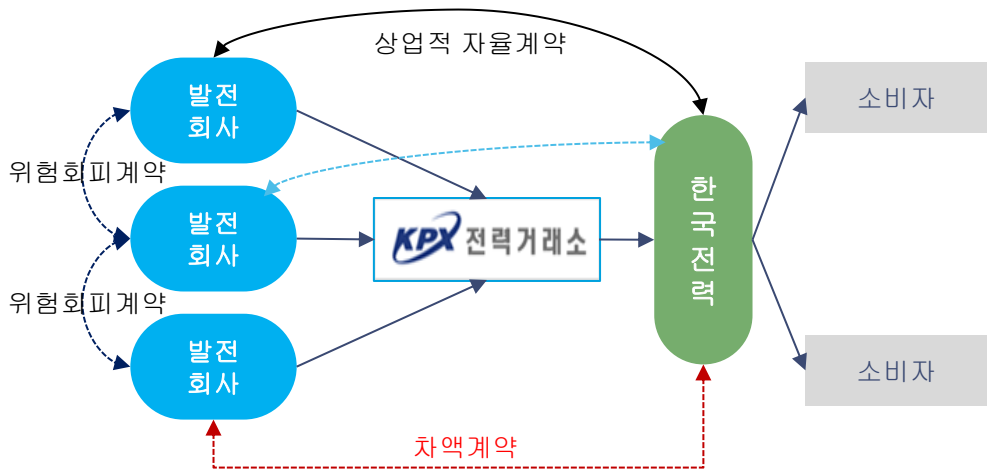 상업적 자율계약
발전
회사
소비자
위험회피계약
발전
회사
KPX 전력거래소
한
국
전
력
위험회피계약
발전
회사
소비자
차액계약